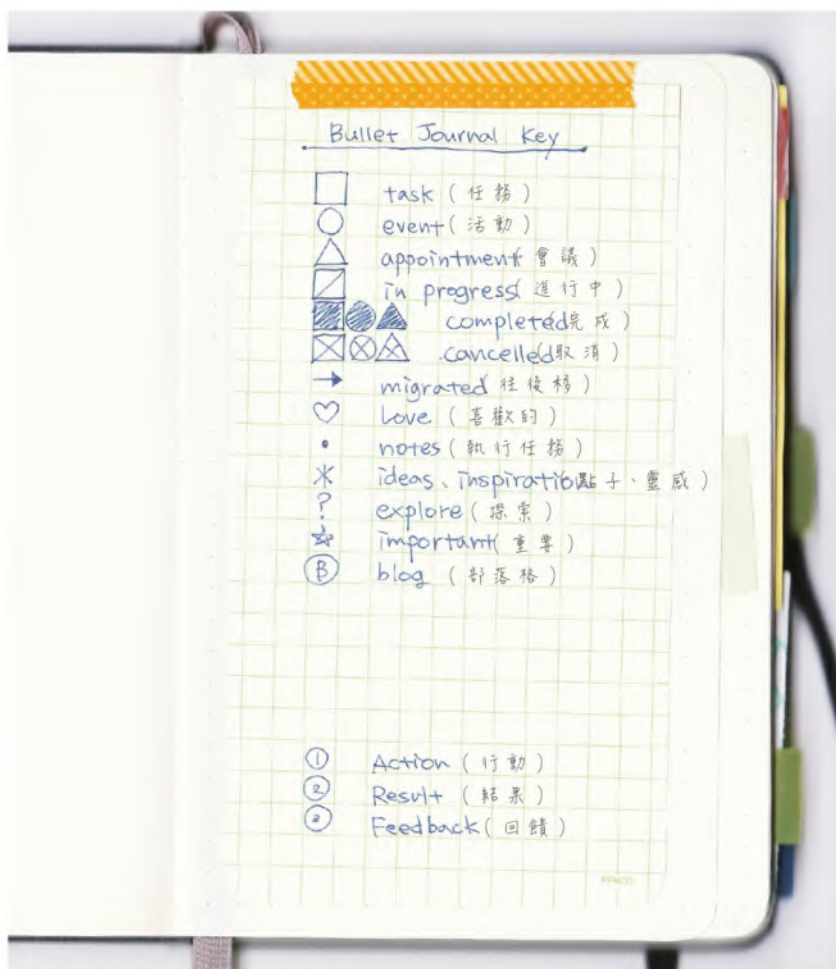 Bullet Journal Key
task（任務）
event（活動）
appointment（會議）
in progress（進行中）
completed（完成）
cancelled（取消）
→ migrated（往後移）
♡ Love（喜歡的）
• notes（執行任務）
* ideas、inspiration（點子、靈感）
? explore（探索）
☆ important（重要）
Ⓑ blog（部落格）
① Action（行動）
② Result（結果）
③ Feedback（回饋）